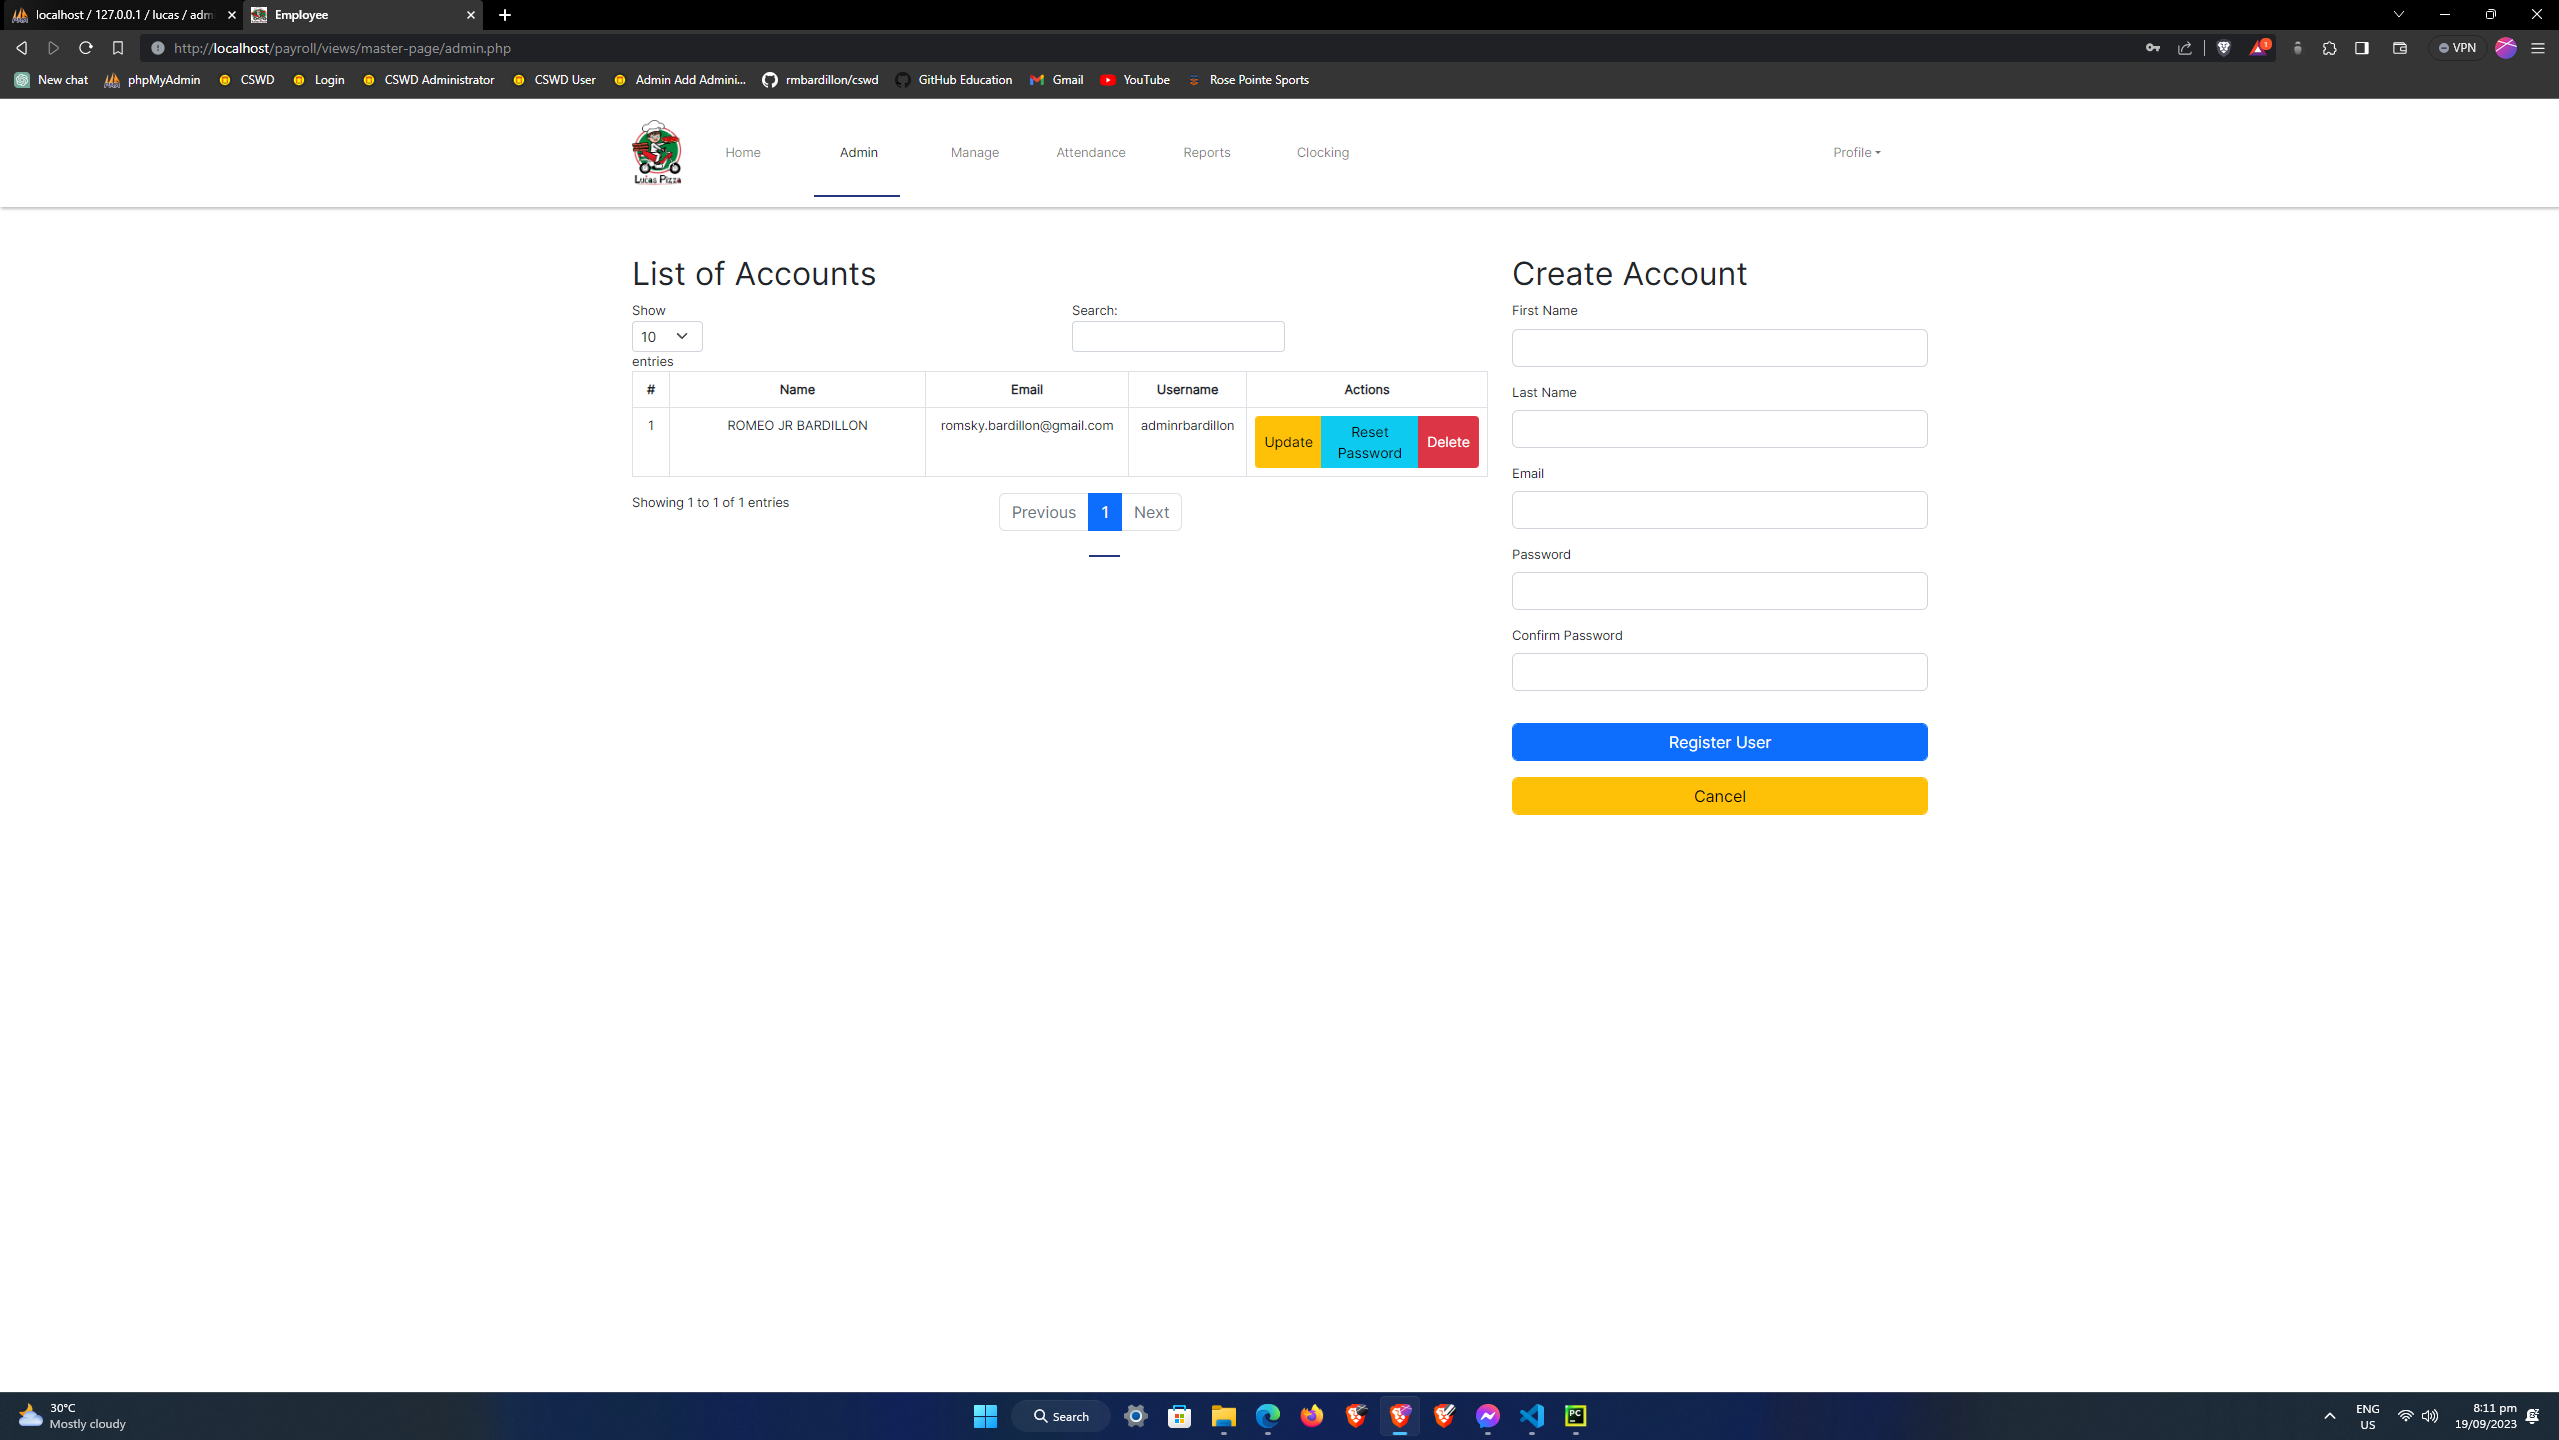 localhost / 127.0.0.1 / lucas / adm
Employee
http://localhost/payroll/views/master-page/admin.php
VPN
New chat
phpMyAdmin
CSWD
Login
CSWD Administrator
CSWD User
Admin Add Admini...
rmbardillon/cswd
GitHub Education
Gmail
YouTube
Rose Pointe Sports
Lucas Pizza
Home
Admin
Manage
Attendance
Reports
Clocking
Profile
List of Accounts
Show
10
entries
Search:
# Name Email Username Actions
1 ROMEO JR BARDILLON romsky.bardillon@gmail.com adminrbardillon Update Reset Password Delete
Showing 1 to 1 of 1 entries
Previous 1 Next
Create Account
First Name
Last Name
Email
Password
Confirm Password
Register User
Cancel
30°C
Mostly cloudy
Search
PC
ENG
US
8:11 pm
19/09/2023